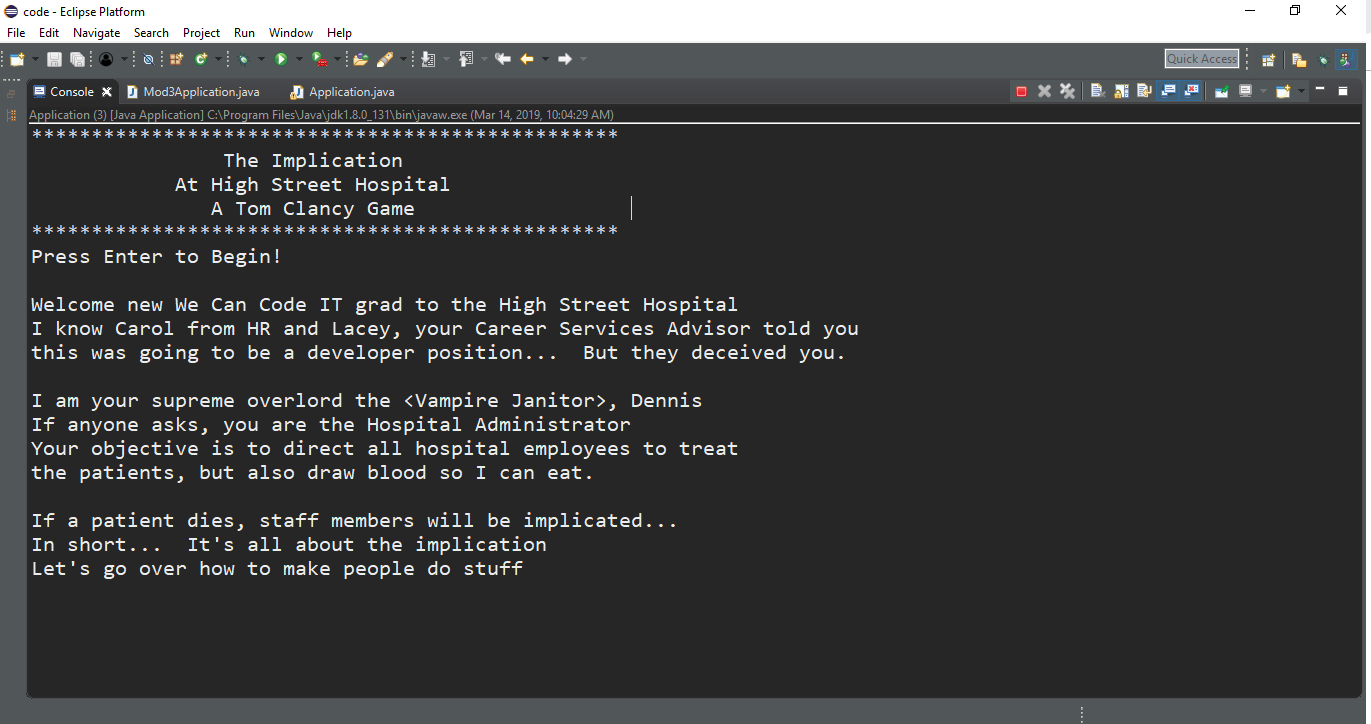 code - Eclipse Platform
File Edit Navigate Search Project Run Window Help
Quick Access
Console Mod3Application.java Application.java
Application (3) [Java Application] C:\Program Files\Java\jdk1.8.0_131\bin\javaw.exe (Mar 14, 2019, 10:04:29 AM)
*************************************************
The Implication
At High Street Hospital
A Tom Clancy Game
*************************************************
Press Enter to Begin!
Welcome new We Can Code IT grad to the High Street Hospital
I know Carol from HR and Lacey, your Career Services Advisor told you
this was going to be a developer position... But they deceived you.
I am your supreme overlord the <Vampire Janitor>, Dennis
If anyone asks, you are the Hospital Administrator
Your objective is to direct all hospital employees to treat
the patients, but also draw blood so I can eat.
If a patient dies, staff members will be implicated...
In short... It's all about the implication
Let's go over how to make people do stuff